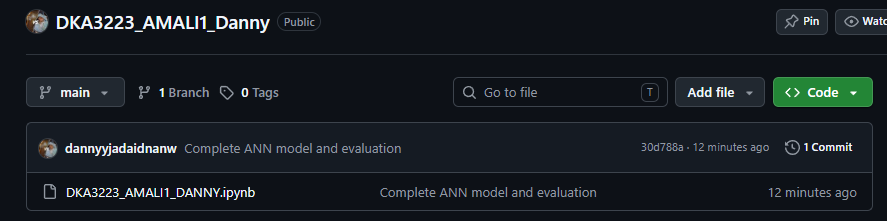 DKA3223_AMALI1_Danny Public Pin Watc
main 1 Branch 0 Tags Go to file T Add file Code
dannyyjadaidnanw Complete ANN model and evaluation 30d788a · 12 minutes ago 1 Commit
DKA3223_AMALI1_DANNY.ipynb Complete ANN model and evaluation 12 minutes ago